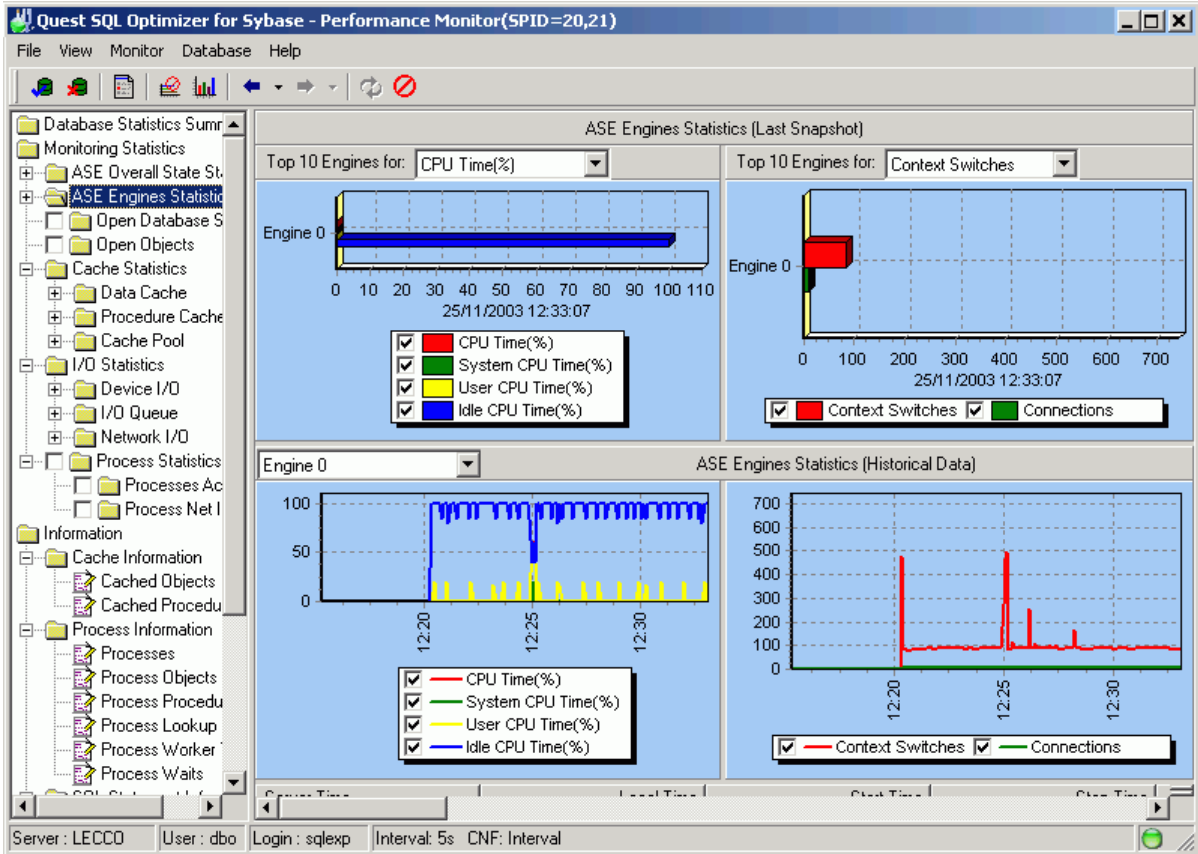 Quest SQL Optimizer for Sybase - Performance Monitor(SPID=20,21)
File View Monitor Database Help
Database Statistics Summ
Monitoring Statistics
ASE Overall State St
ASE Engines Statistic
Open Database S
Open Objects
Cache Statistics
Data Cache
Procedure Cache
Cache Pool
I/O Statistics
Device I/O
I/O Queue
Network I/O
Process Statistics
Processes Ac
Process Net I
Information
Cache Information
Cached Objects
Cached Procedu
Process Information
Processes
Process Objects
Process Procedu
Process Lookup
Process Worker
Process Waits
ASE Engines Statistics (Last Snapshot)
Top 10 Engines for: CPU Time(%)
Engine 0
0 10 20 30 40 50 60 70 80 90 100 110
25/11/2003 12:33:07
CPU Time(%)
System CPU Time(%)
User CPU Time(%)
Idle CPU Time(%)
Top 10 Engines for: Context Switches
Engine 0
0 100 200 300 400 500 600 700
25/11/2003 12:33:07
Context Switches Connections
Engine 0
ASE Engines Statistics (Historical Data)
100
50
0
12:20 12:25 12:30
CPU Time(%)
System CPU Time(%)
User CPU Time(%)
Idle CPU Time(%)
700
600
500
400
300
200
100
0
12:20 12:25 12:30
Context Switches Connections
Server Time Local Time Start Time Stop Time
Server : LECCO User : dbo Login : sqlexp Interval: 5s CNF: Interval